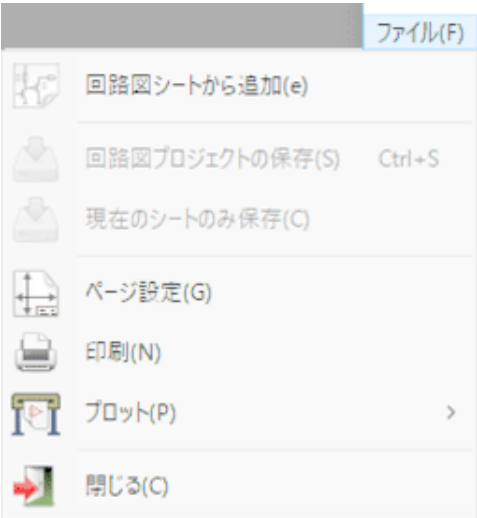 ファイル(F)
回路図シートから追加(e)
回路図プロジェクトの保存(S) Ctrl+S
現在のシートのみ保存(C)
ページ設定(G)
印刷(N)
プロット(P)
閉じる(C)